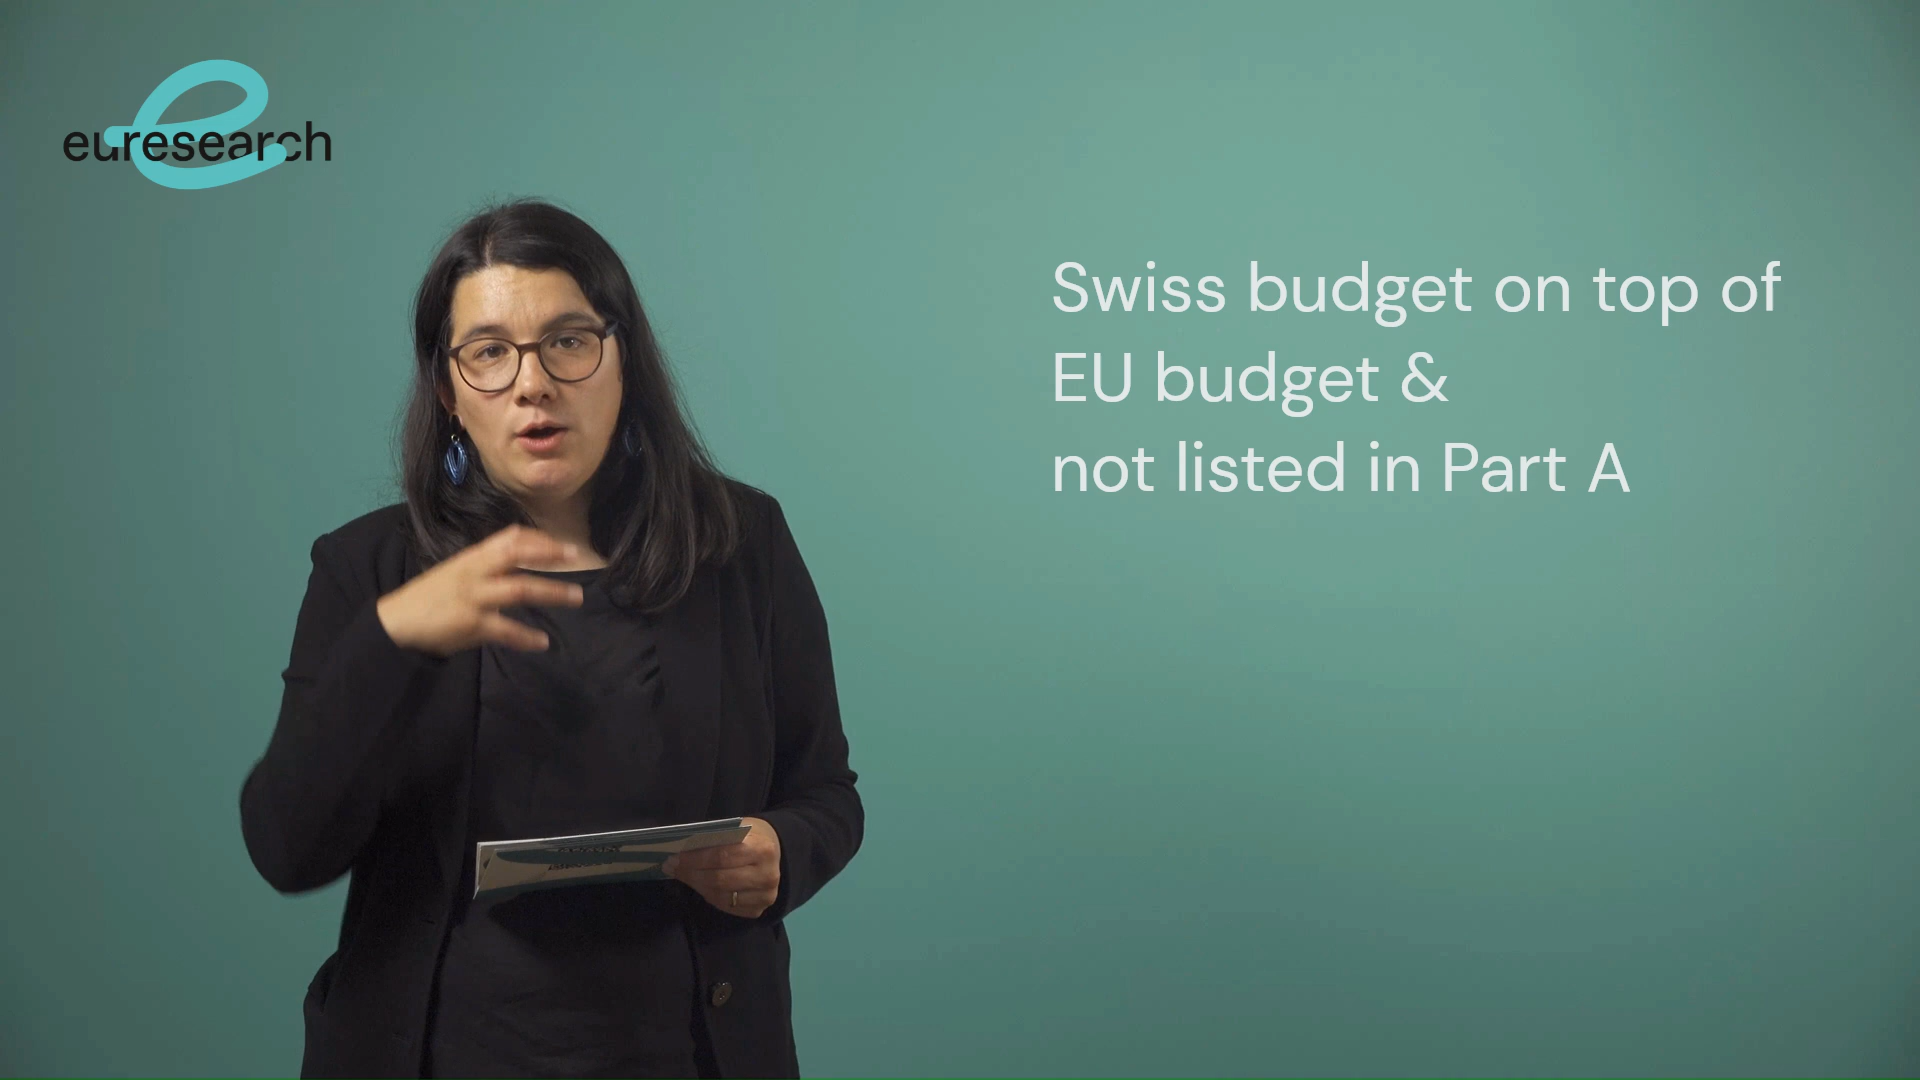 euresearch
Swiss budget on top of
EU budget &
not listed in Part A